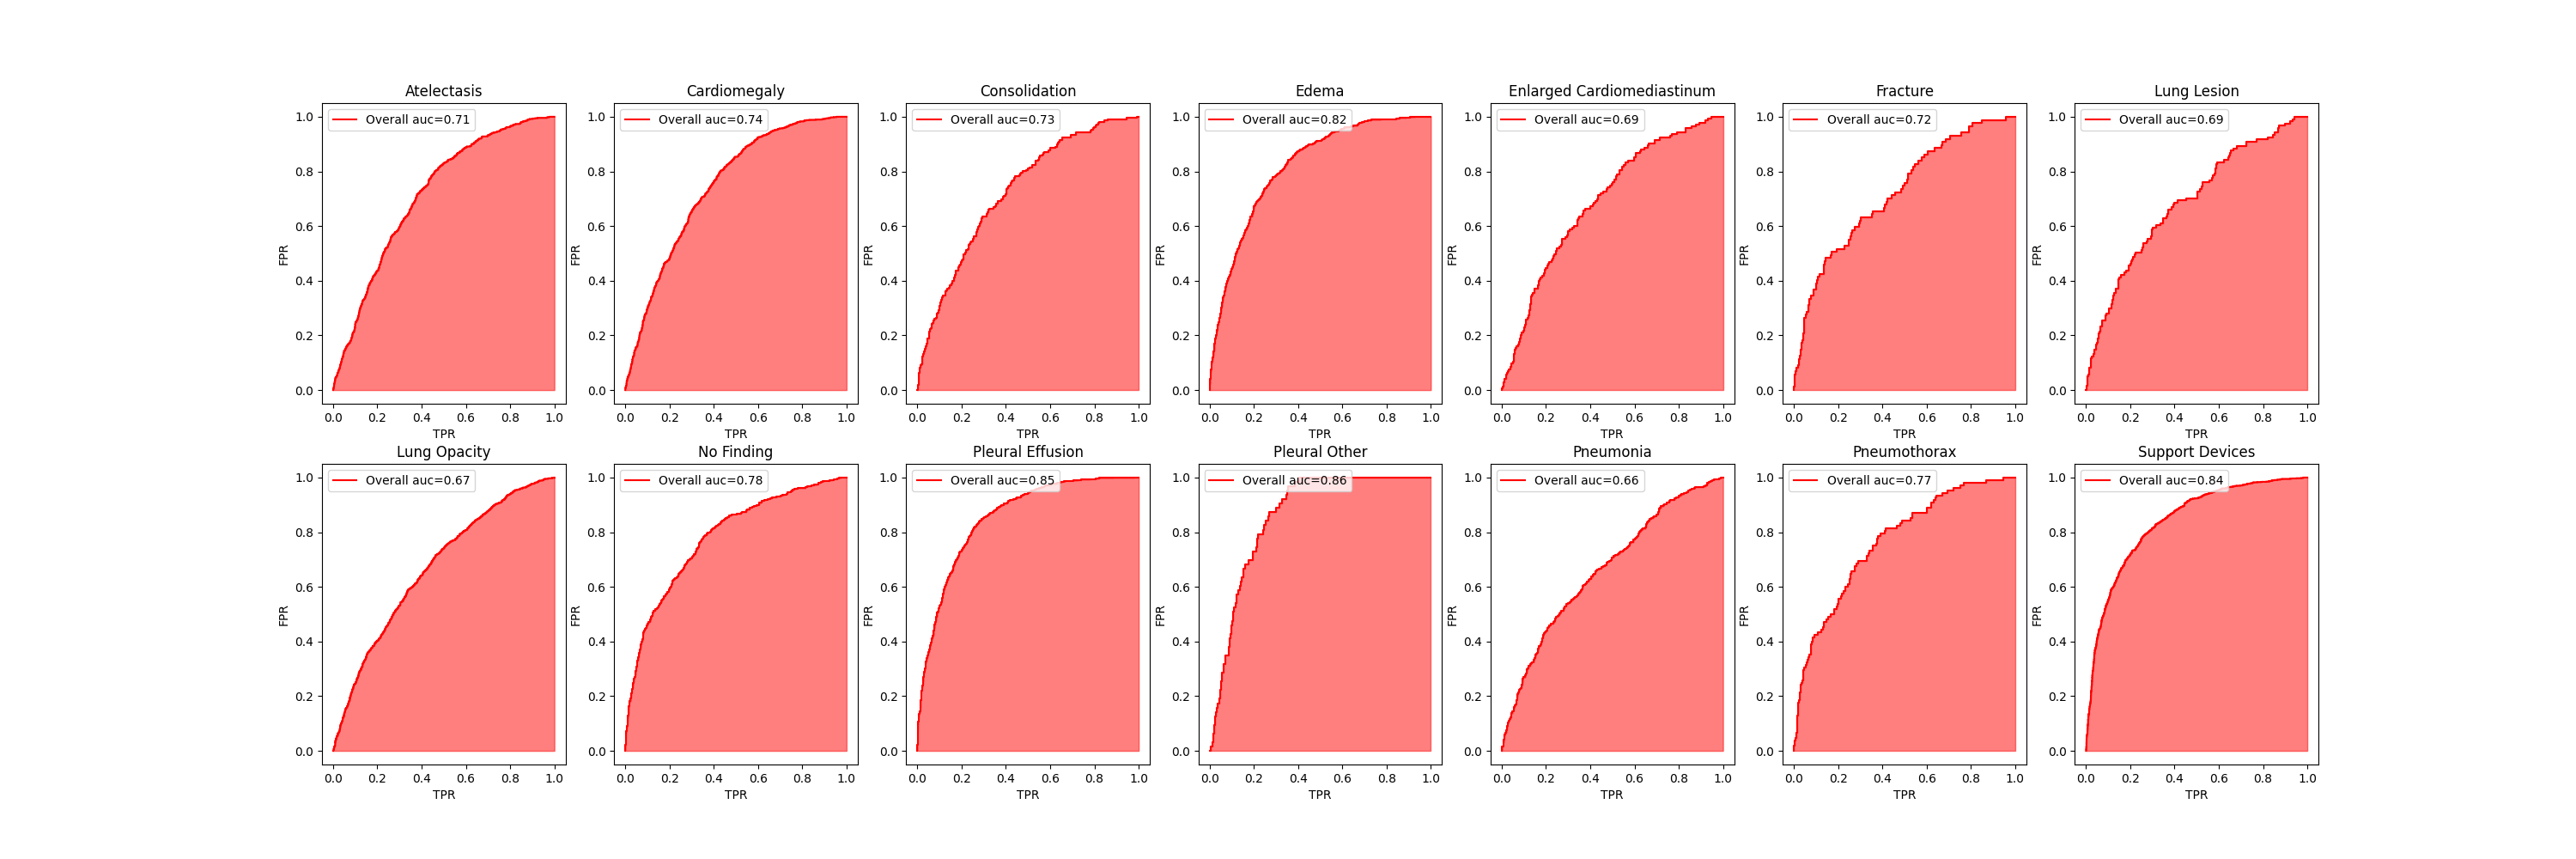 Atelectasis
Overall auc=0.71
1.0
0.8
0.6
0.4
0.2
0.0
FPR
0.0 0.2 0.4 0.6 0.8 1.0
TPR
Cardiomegaly
Overall auc=0.74
1.0
0.8
0.6
0.4
0.2
0.0
FPR
0.0 0.2 0.4 0.6 0.8 1.0
TPR
Consolidation
Overall auc=0.73
1.0
0.8
0.6
0.4
0.2
0.0
FPR
0.0 0.2 0.4 0.6 0.8 1.0
TPR
Edema
Overall auc=0.82
1.0
0.8
0.6
0.4
0.2
0.0
FPR
0.0 0.2 0.4 0.6 0.8 1.0
TPR
Enlarged Cardiomediastinum
Overall auc=0.69
1.0
0.8
0.6
0.4
0.2
0.0
FPR
0.0 0.2 0.4 0.6 0.8 1.0
TPR
Fracture
Overall auc=0.72
1.0
0.8
0.6
0.4
0.2
0.0
FPR
0.0 0.2 0.4 0.6 0.8 1.0
TPR
Lung Lesion
Overall auc=0.69
1.0
0.8
0.6
0.4
0.2
0.0
FPR
0.0 0.2 0.4 0.6 0.8 1.0
TPR
Lung Opacity
Overall auc=0.67
1.0
0.8
0.6
0.4
0.2
0.0
FPR
0.0 0.2 0.4 0.6 0.8 1.0
TPR
No Finding
Overall auc=0.78
1.0
0.8
0.6
0.4
0.2
0.0
FPR
0.0 0.2 0.4 0.6 0.8 1.0
TPR
Pleural Effusion
Overall auc=0.85
1.0
0.8
0.6
0.4
0.2
0.0
FPR
0.0 0.2 0.4 0.6 0.8 1.0
TPR
Pleural Other
Overall auc=0.86
1.0
0.8
0.6
0.4
0.2
0.0
FPR
0.0 0.2 0.4 0.6 0.8 1.0
TPR
Pneumonia
Overall auc=0.66
1.0
0.8
0.6
0.4
0.2
0.0
FPR
0.0 0.2 0.4 0.6 0.8 1.0
TPR
Pneumothorax
Overall auc=0.77
1.0
0.8
0.6
0.4
0.2
0.0
FPR
0.0 0.2 0.4 0.6 0.8 1.0
TPR
Support Devices
Overall auc=0.84
1.0
0.8
0.6
0.4
0.2
0.0
FPR
0.0 0.2 0.4 0.6 0.8 1.0
TPR